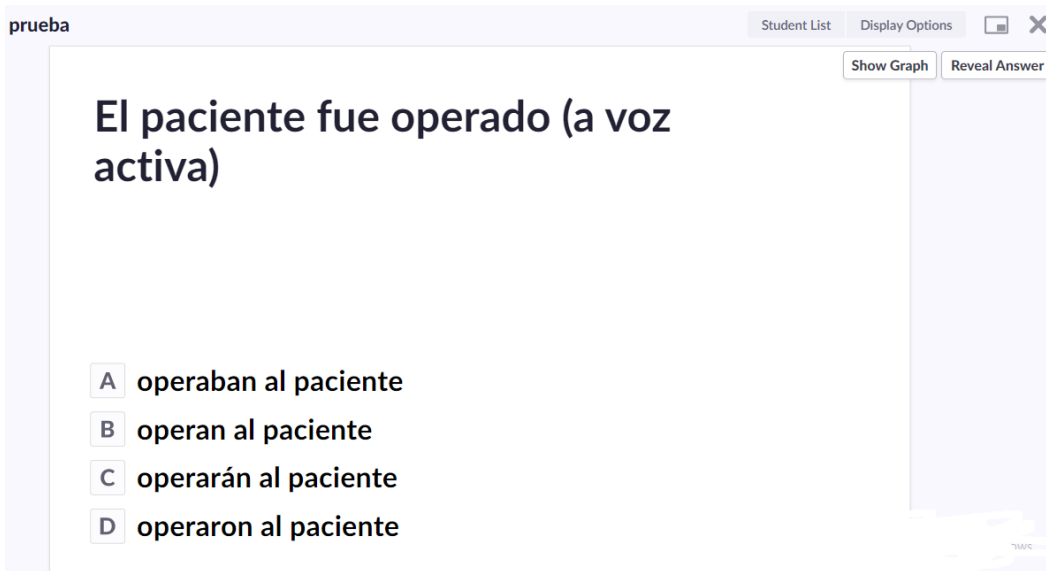 prueba
Student List
Display Options
Show Graph
Reveal Answer
El paciente fue operado (a voz
activa)
A operaban al paciente
B operan al paciente
C operarán al paciente
D operaron al paciente